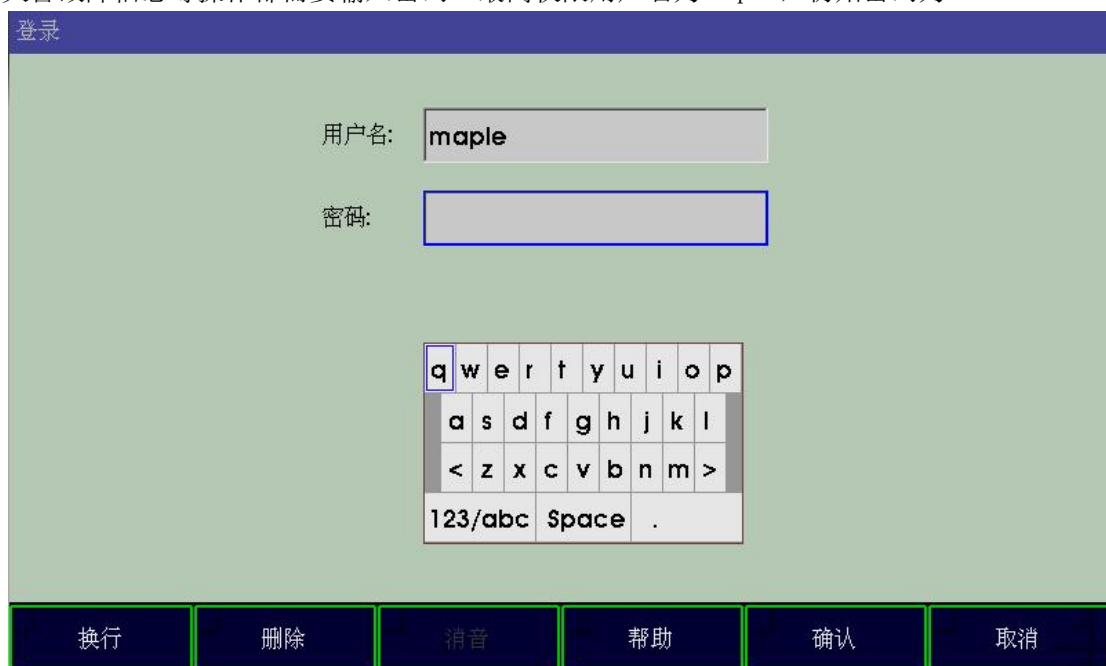 登录
用户名: maple
密码:
q w e r t y u i o p
a s d f g h j k l
< z x c v b n m >
123/abc Space .
换行 删除 消音 帮助 确认 取消